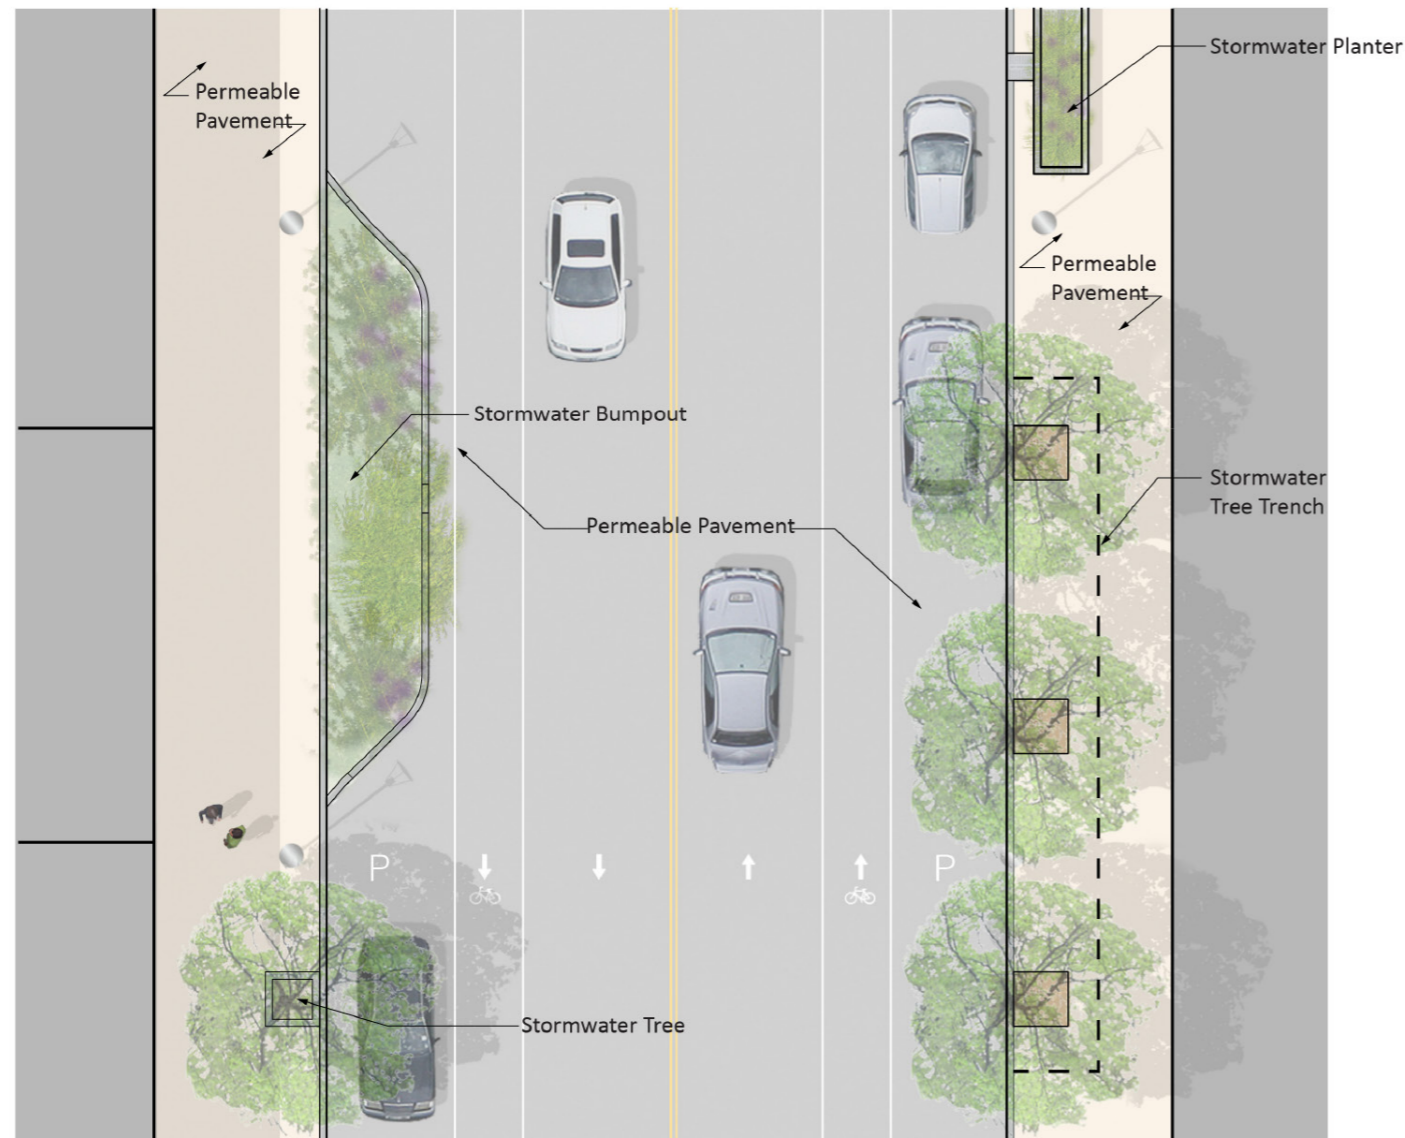 Stormwater Planter
Permeable
Pavement
Permeable
Pavement
Stormwater Bumpout
Stormwater
Tree Trench
Permeable Pavement
P
P
Stormwater Tree